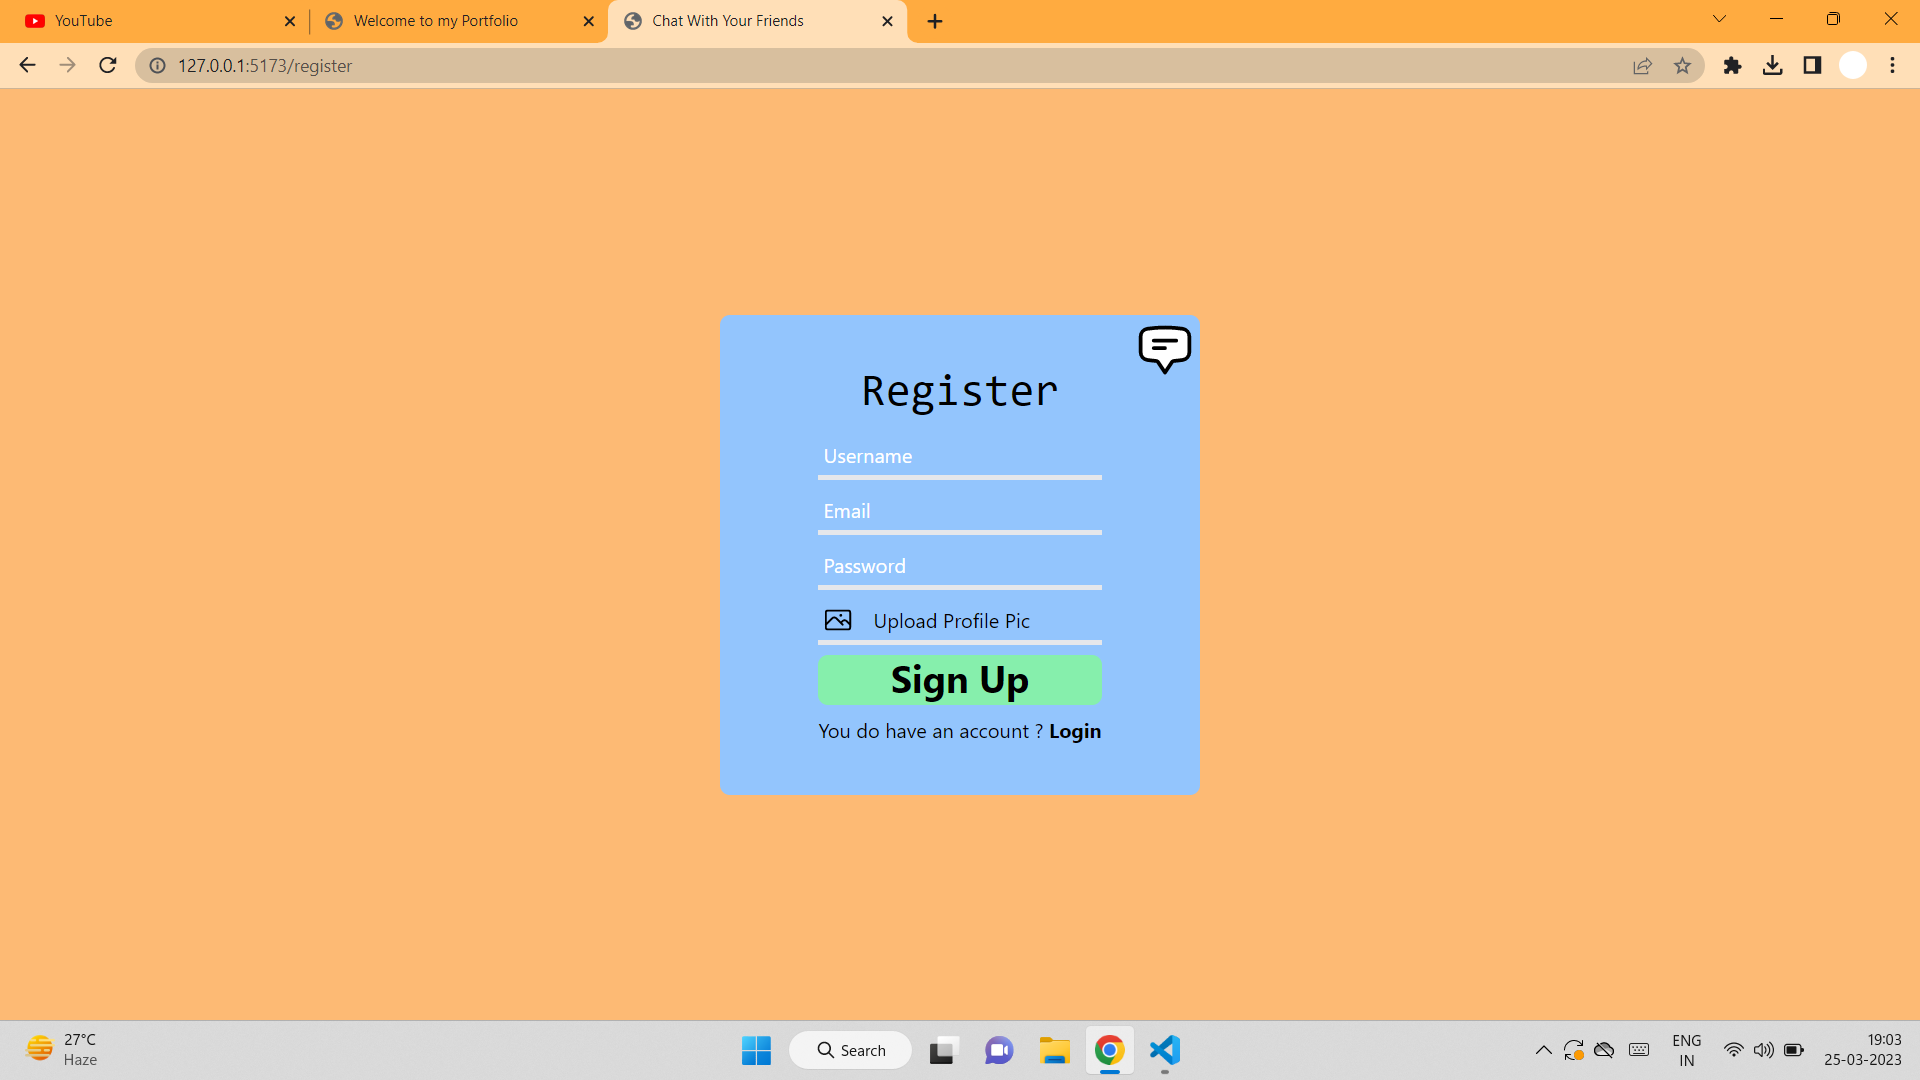 YouTube
Welcome to my Portfolio
Chat With Your Friends
127.0.0.1:5173/register
Register
Username
Email
Password
Upload Profile Pic
Sign Up
You do have an account ? Login
27°C
Haze
Search
ENG
IN
19:03
25-03-2023